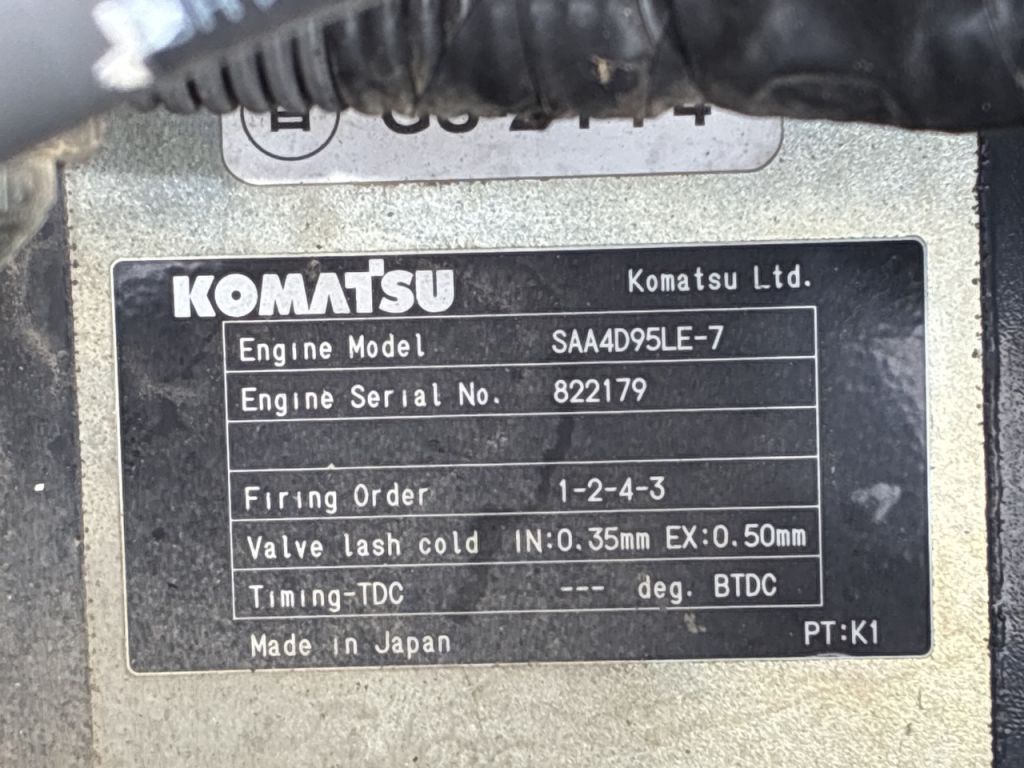 KOMATSU Komatsu Ltd.
Engine Model SAA4D95LE-7
Engine Serial No. 822179
Firing Order 1-2-4-3
Valve lash cold IN:0.35mm EX:0.50mm
Timing-TDC --- deg. BTDC
Made in Japan PT:K1